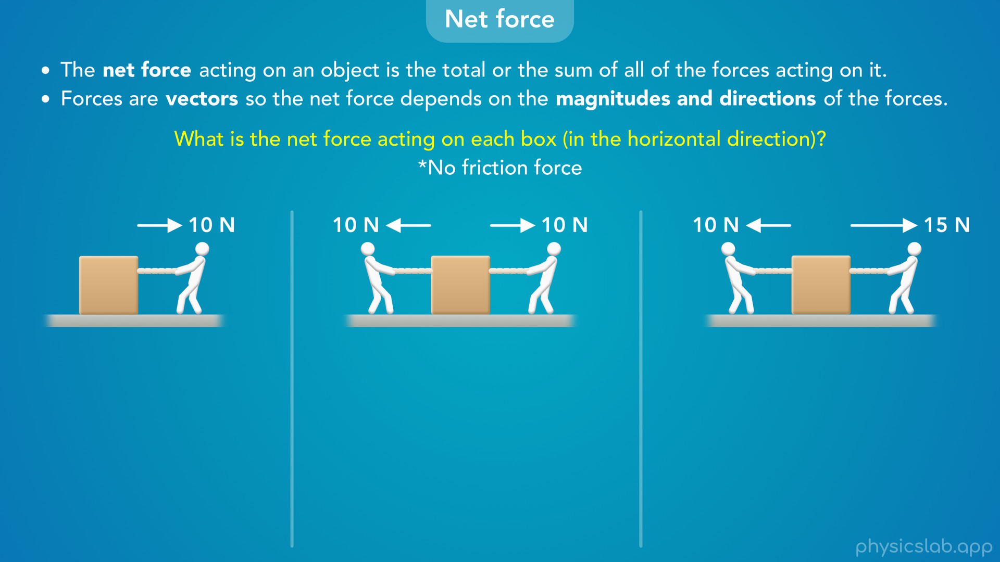 Net force
• The net force acting on an object is the total or the sum of all of the forces acting on it.
• Forces are vectors so the net force depends on the magnitudes and directions of the forces.
What is the net force acting on each box (in the horizontal direction)?
*No friction force
10 N
10 N 10 N
10 N 15 N
physicslab.app